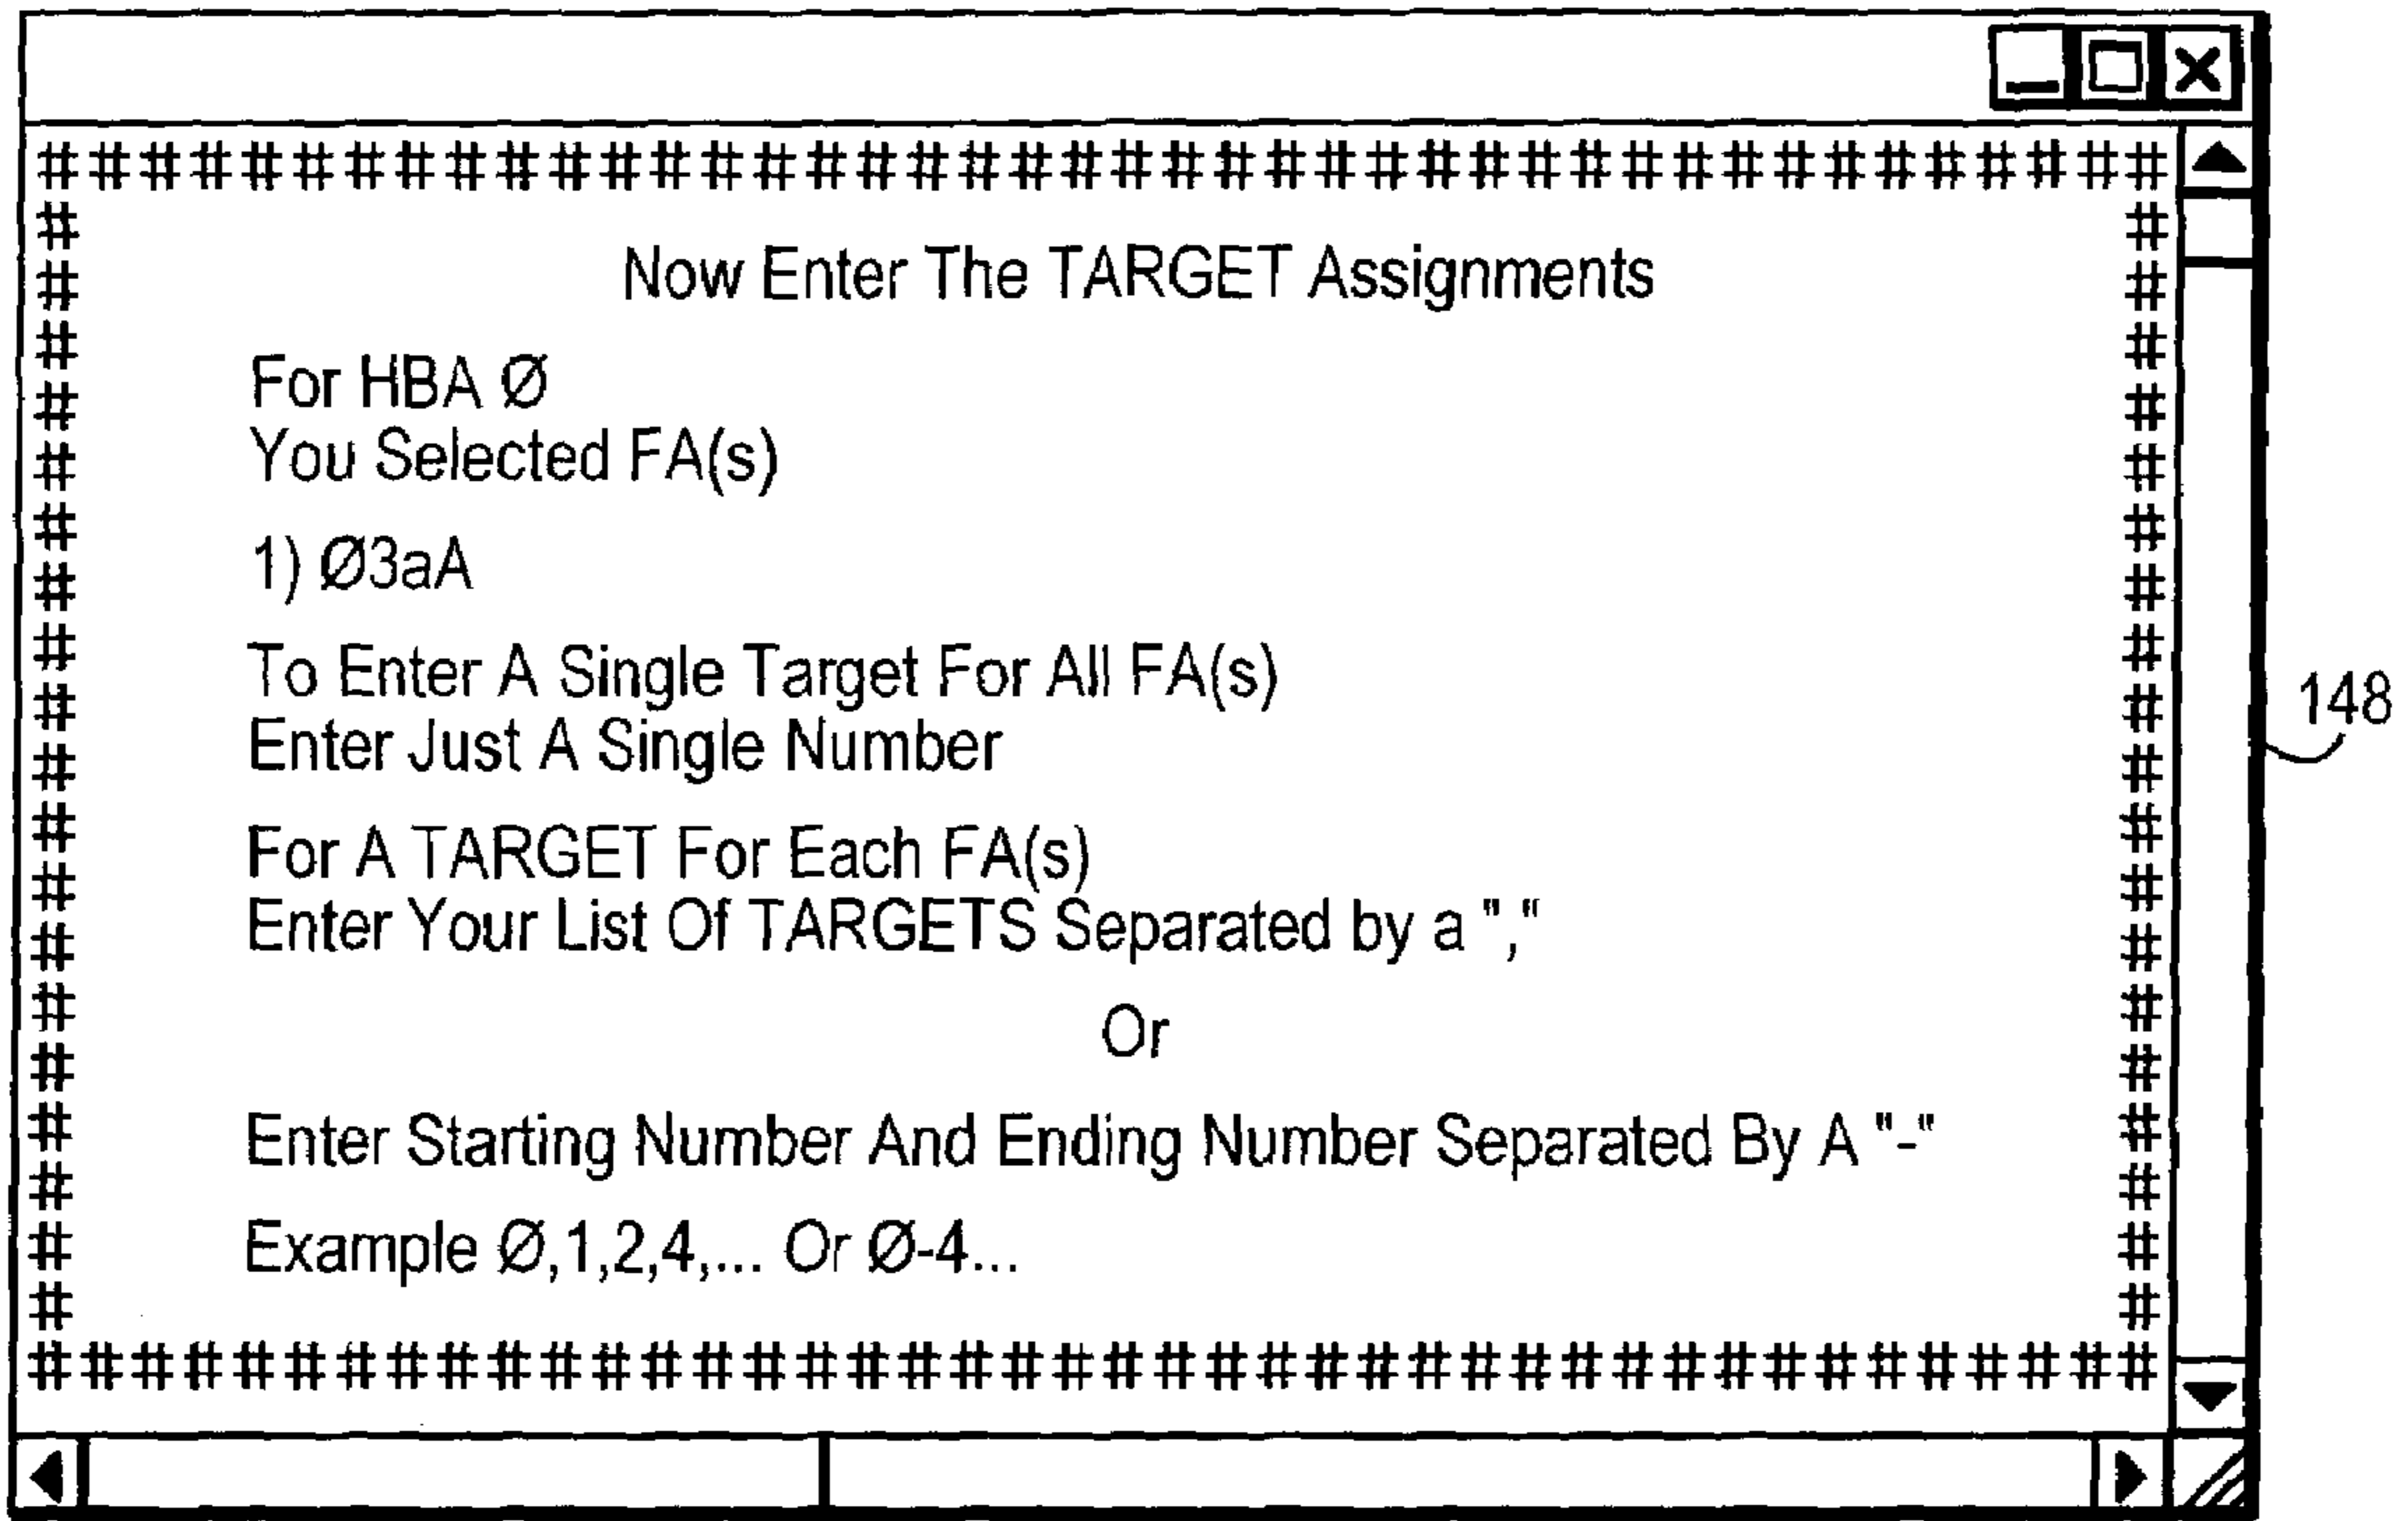 ##########################################
Now Enter The TARGET Assignments
For HBA Ø
You Selected FA(s)
1) Ø3aA
To Enter A Single Target For All FA(s)
Enter Just A Single Number
148
For A TARGET For Each FA(s)
Enter Your List Of TARGETS Separated by a ","
Or
Enter Starting Number And Ending Number Separated By A "-"
Example Ø,1,2,4,... Or Ø-4...
##########################################